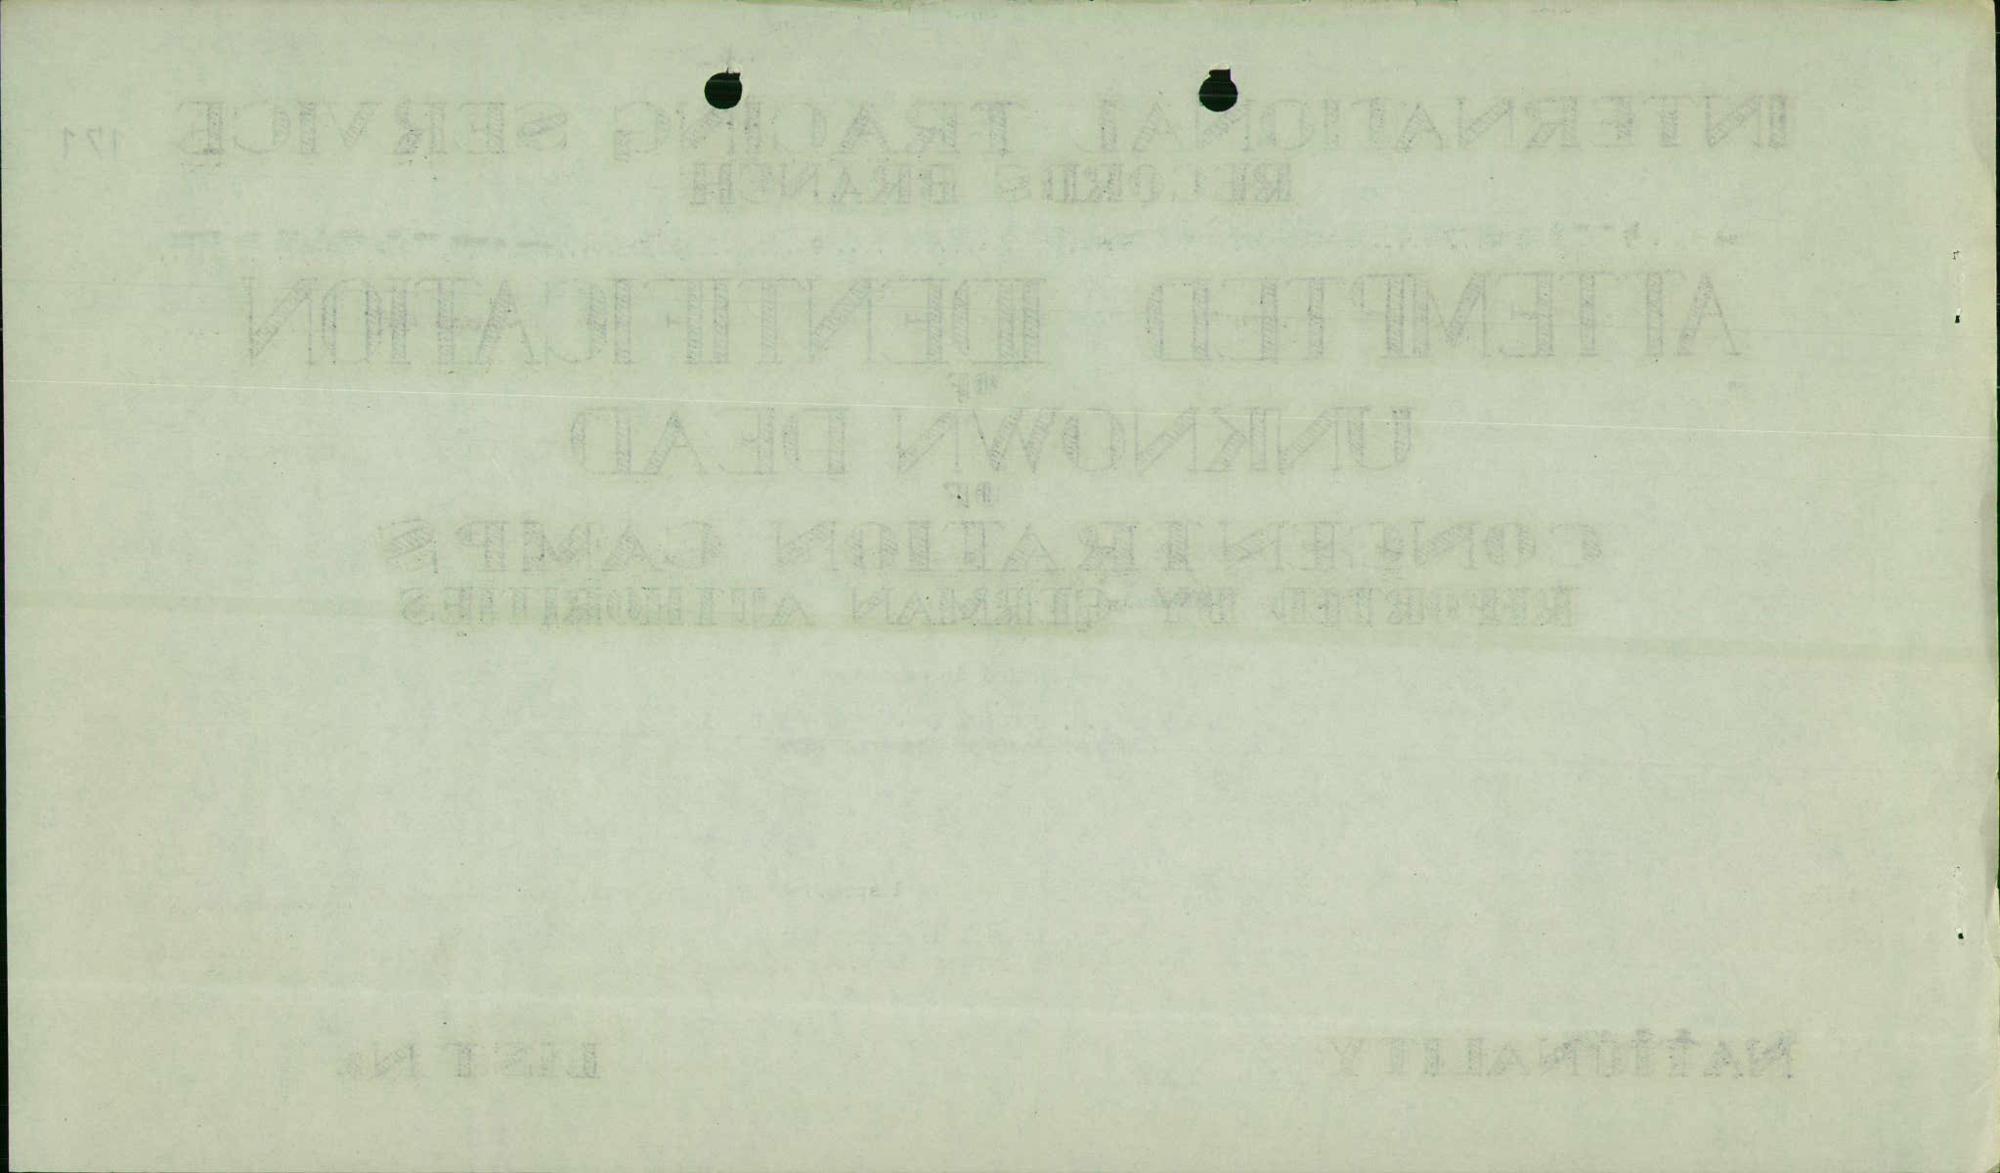 INTERNATIONAL TRACING SERVICE 171
RECORDS BRANCH
ATTEMPTED IDENTIFICATION
OF
UNKNOWN DEAD
OF
CONCENTRATION CAMPS
REPORTED BY GERMAN AUTHORITIES
NATIONALITY LIST No.